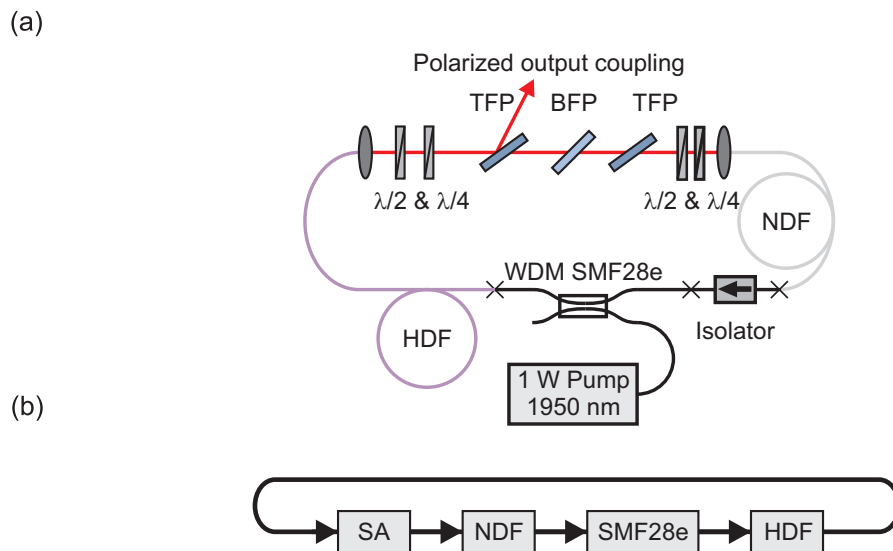 (a)
Polarized output coupling
TFP BFP TFP
λ/2 & λ/4 λ/2 & λ/4
NDF
WDM SMF28e
Isolator
HDF
1 W Pump
1950 nm
(b)
SA NDF SMF28e HDF